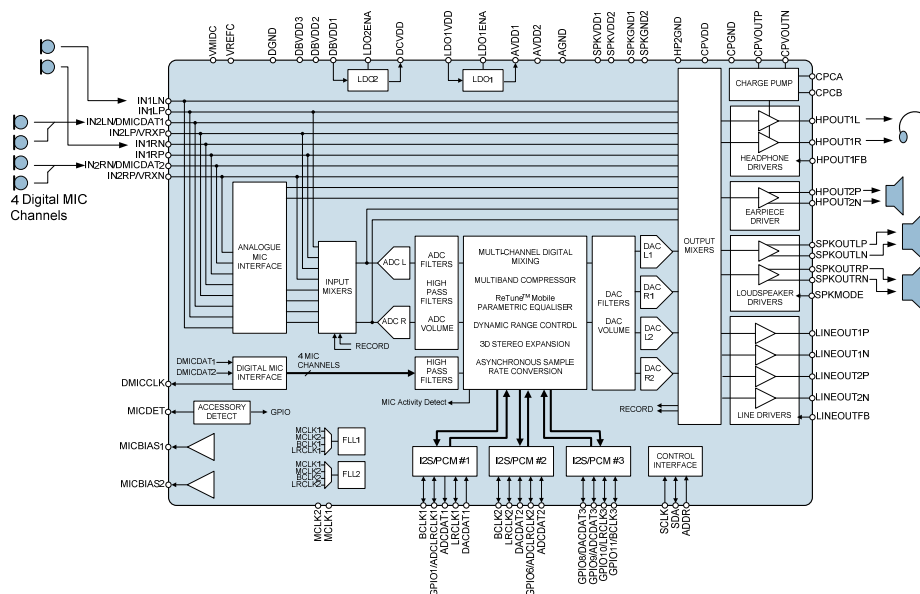 VMIDC
VREFC
DGND
DBVDD3
DBVDD2
DBVDD1
LDO2ENA
DCVDD
LDO1VDD
LDO1ENA
AVDD1
AVDD2
AGND
SPKVDD1
SPKVDD2
SPKGND1
SPKGND2
HP2GND
CPVDD
CPGND
CPVOUTP
CPVOUTN
LDO2
LDO1
CHARGE PUMP
CPCA
CPCB
IN1LN
IN1LP
IN2LN/DMICDAT1
IN2LP/VRXP
IN1RN
IN1RP
IN2RN/DMICDAT2
IN2RP/VRXN
4 Digital MIC
Channels
HPOUT1L
HPOUT1R
HPOUT1FB
HEADPHONE
DRIVERS
HPOUT2P
HPOUT2N
EARPIECE
DRIVER
SPKOUTLP
SPKOUTLN
SPKOUTRP
SPKOUTRN
SPKMODE
LOUDSPEAKER
DRIVERS
LINEOUT1P
LINEOUT1N
LINEOUT2P
LINEOUT2N
LINEOUTFB
LINE DRIVERS
ANALOGUE
MIC
INTERFACE
INPUT
MIXERS
RECORD
ADC L
ADC R
ADC
FILTERS
HIGH
PASS
FILTERS
ADC
VOLUME
HIGH PASS
FILTERS
MULTI-CHANNEL DIGITAL
MIXING
MULTIBAND COMPRESSOR
ReTune™ Mobile
PARAMETRIC EQUALISER
DYNAMIC RANGE CONTROL
3D STEREO EXPANSION
ASYNCHRONOUS SAMPLE
RATE CONVERSION
DAC
FILTERS
DAC
VOLUME
DAC
L1
DAC
R1
DAC
L2
DAC
R2
RECORD
OUTPUT
MIXERS
DMICDAT1
DMICDAT2
DIGITAL MIC
INTERFACE
4 MIC
CHANNELS
MIC Activity Detect
DMICCLK
MICDET
ACCESSORY
DETECT
GPIO
MICBIAS1
MICBIAS2
MCLK1
MCLK2
BCLK1
LRCLK1
FLL1
MCLK1
MCLK2
BCLK2
LRCLK2
FLL2
I2S/PCM #1
I2S/PCM #2
I2S/PCM #3
CONTROL
INTERFACE
MCLK2
MCLK1
BCLK1
GPIO1/ADCLRCLK1
ADCDAT1
LRCLK1
DACDAT1
BCLK2
LRCLK2
DACDAT2
GPIO6/ADCLRCLK2
ADCDAT2
GPIO8/DACDAT3
GPIO9/ADCDAT3
GPIO10/LRCLK3
GPIO11/BCLK3
SCLK
SDA
ADDR